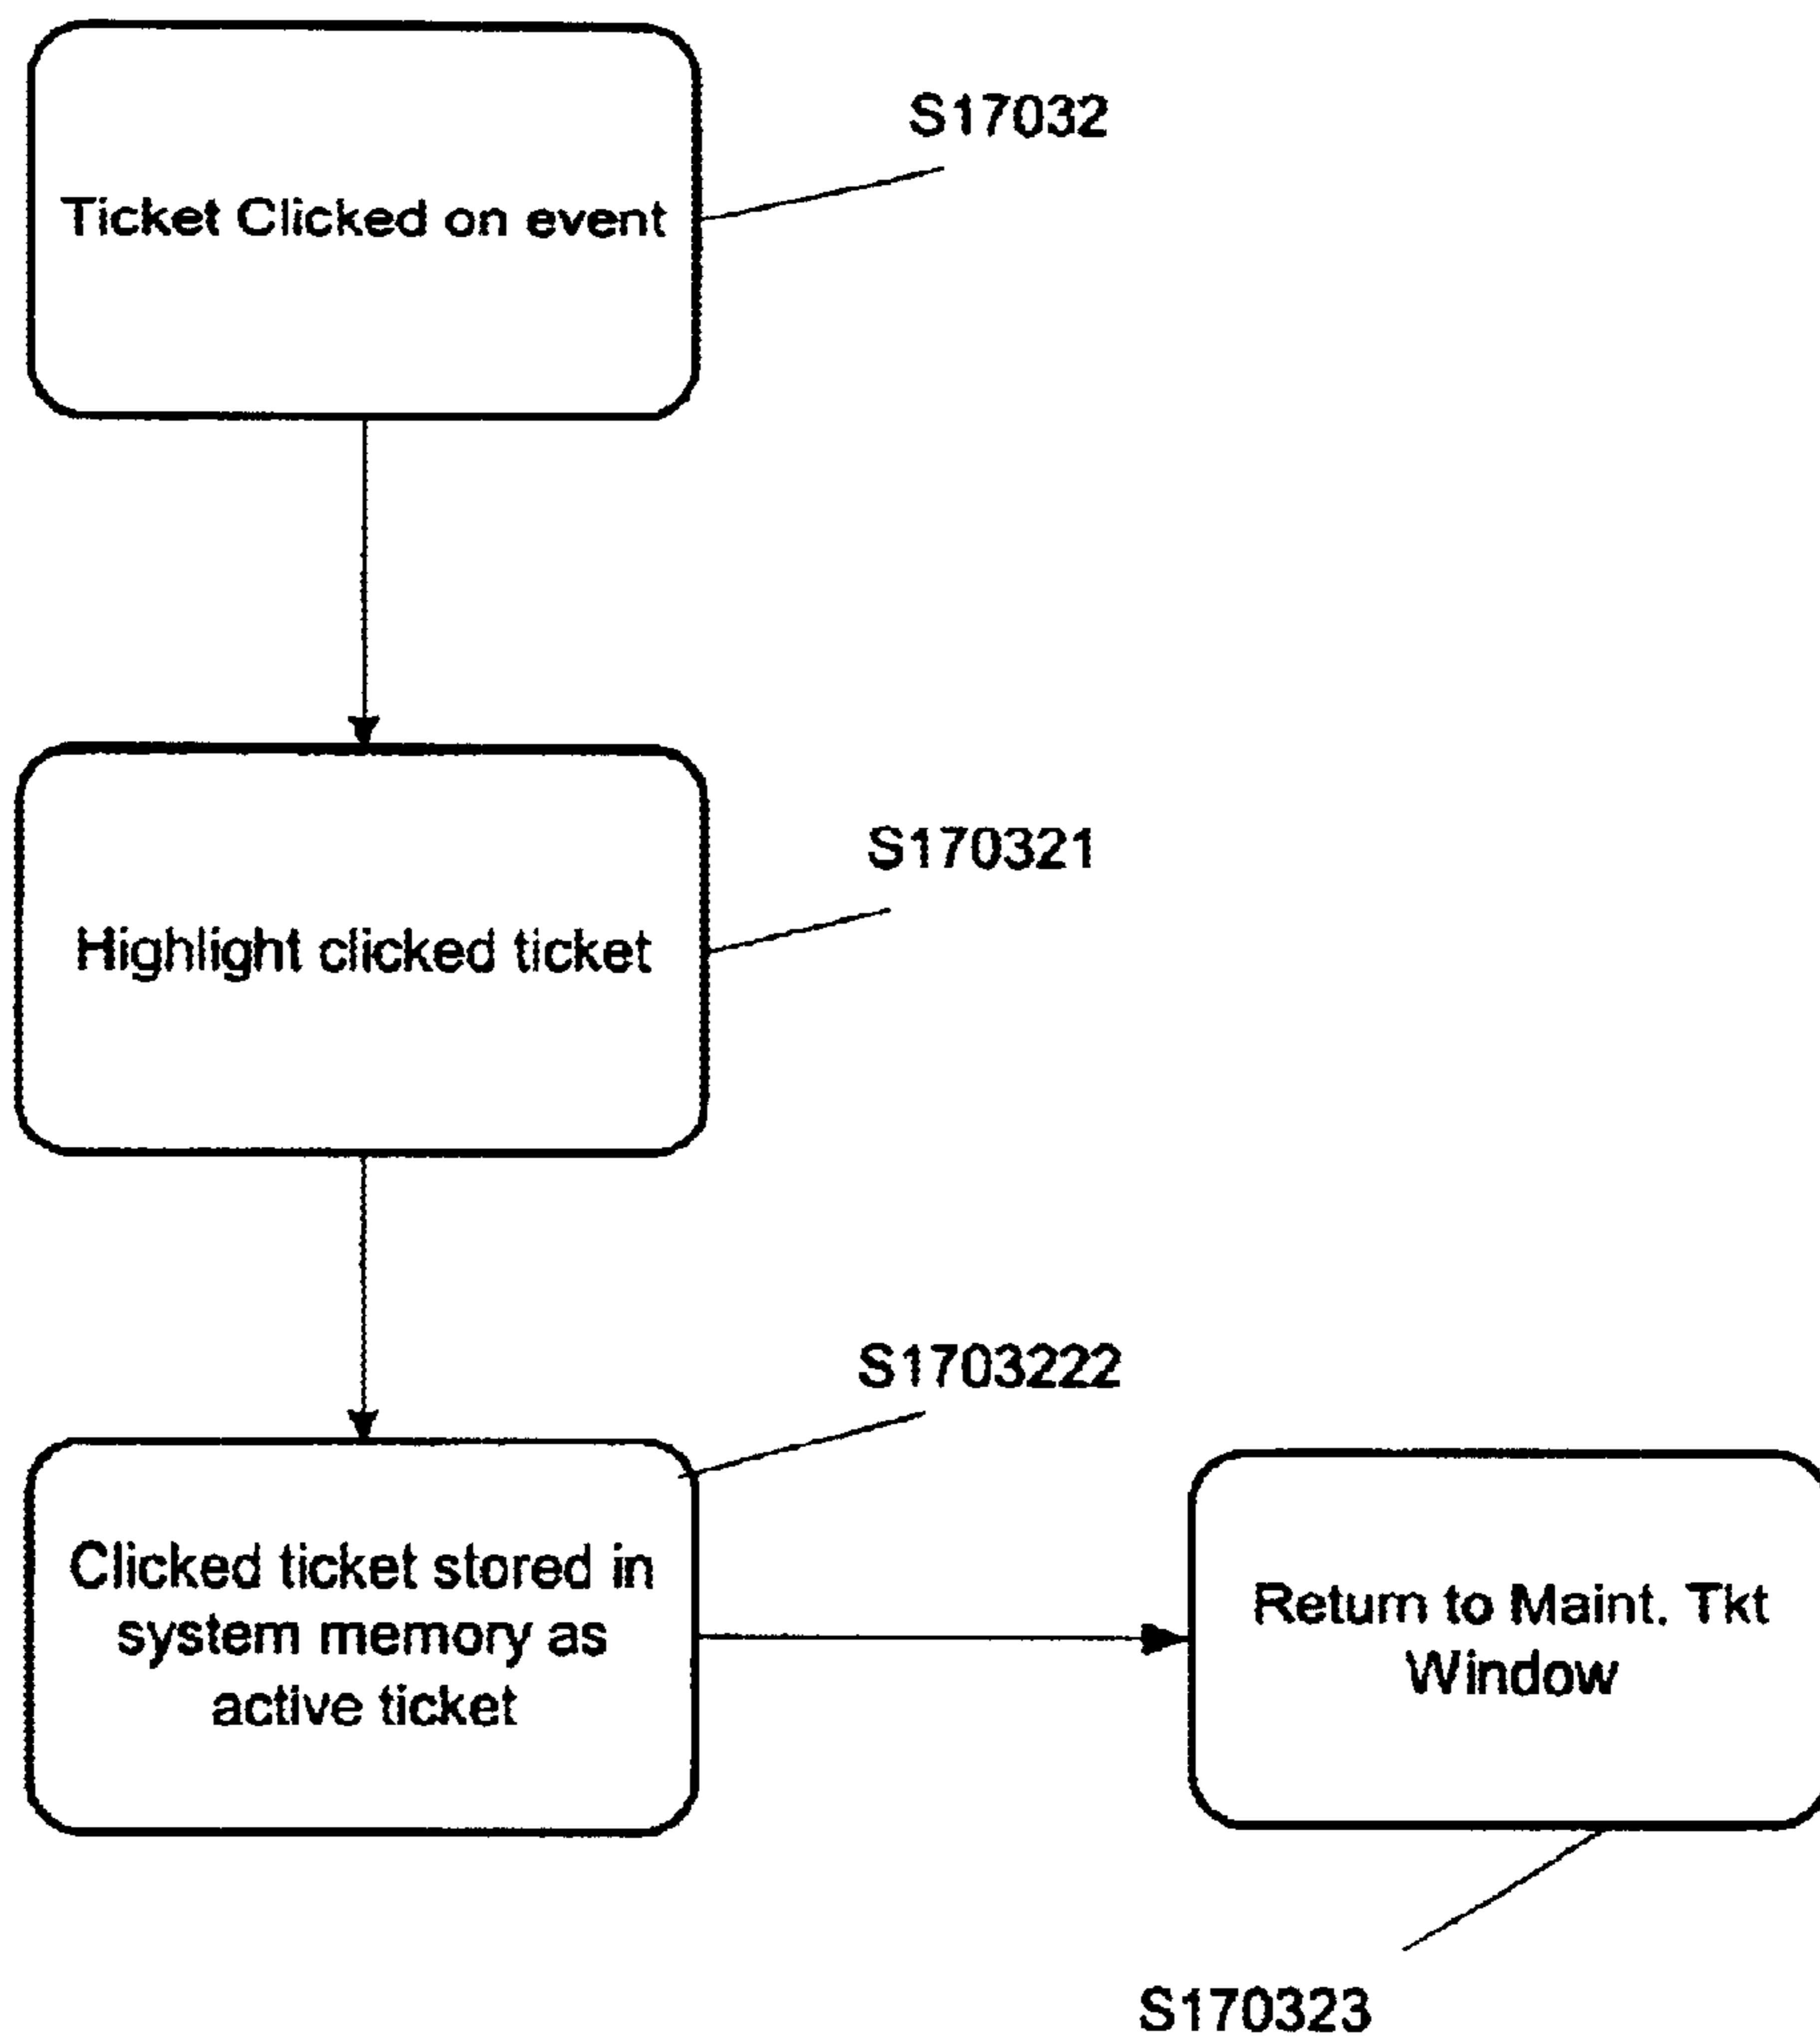 S17032
Ticket Clicked on event
S170321
Highlight clicked ticket
S1703222
Clicked ticket stored in
system memory as
active ticket
Return to Maint. Tkt
Window
S170323